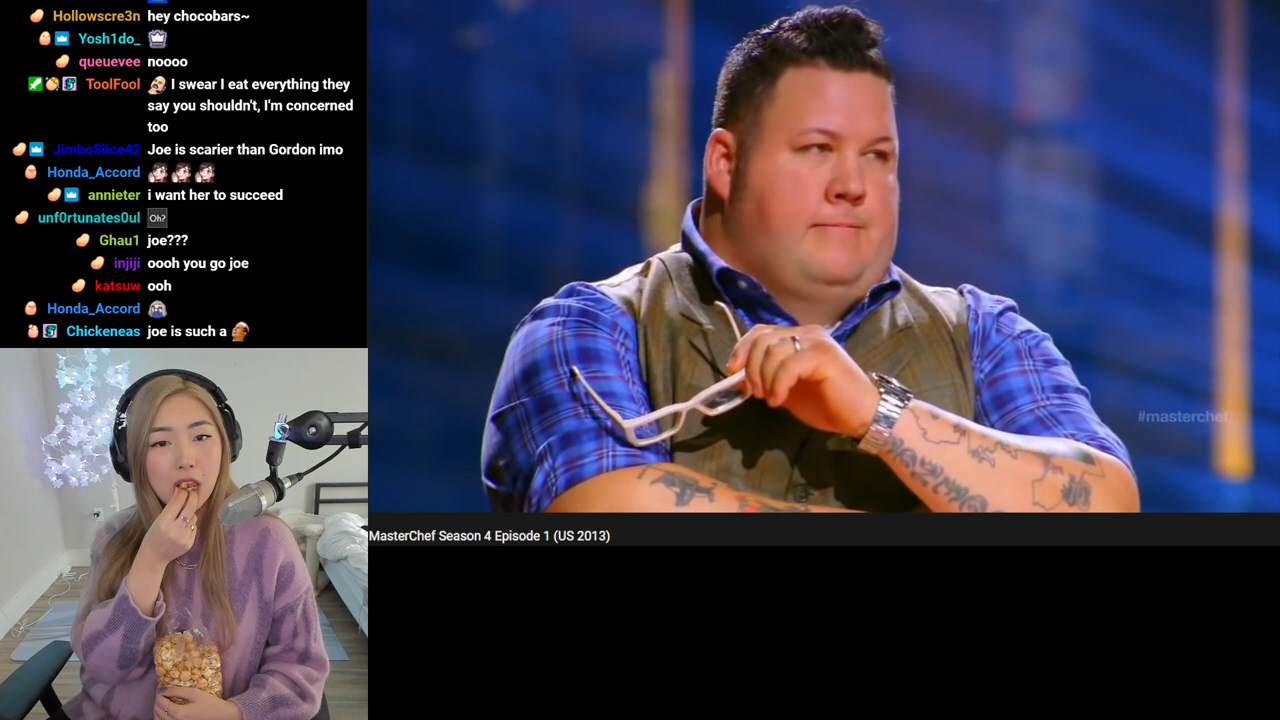 Hollowscre3n hey chocobars~
Yosh1do_
queuevee noooo
ToolFool I swear I eat everything they
say you shouldn't, I'm concerned
too
JimboSlice42 Joe is scarier than Gordon imo
Honda_Accord
annieter i want her to succeed
unf0rtunates0ul Oh?
Ghau1 joe???
injiji oooh you go joe
katsuw ooh
Honda_Accord
Chickeneas joe is such a
#masterchef
MasterChef Season 4 Episode 1 (US 2013)